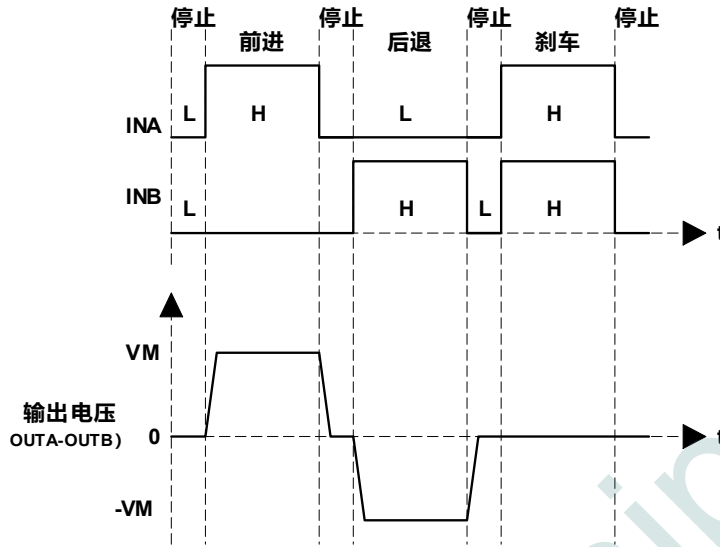 停止 停止 停止 停止
前进 后退 刹车
L H L H
INA
INB
L H L H
t
VM
输出电压
OUTA-OUTB) 0
t
-VM